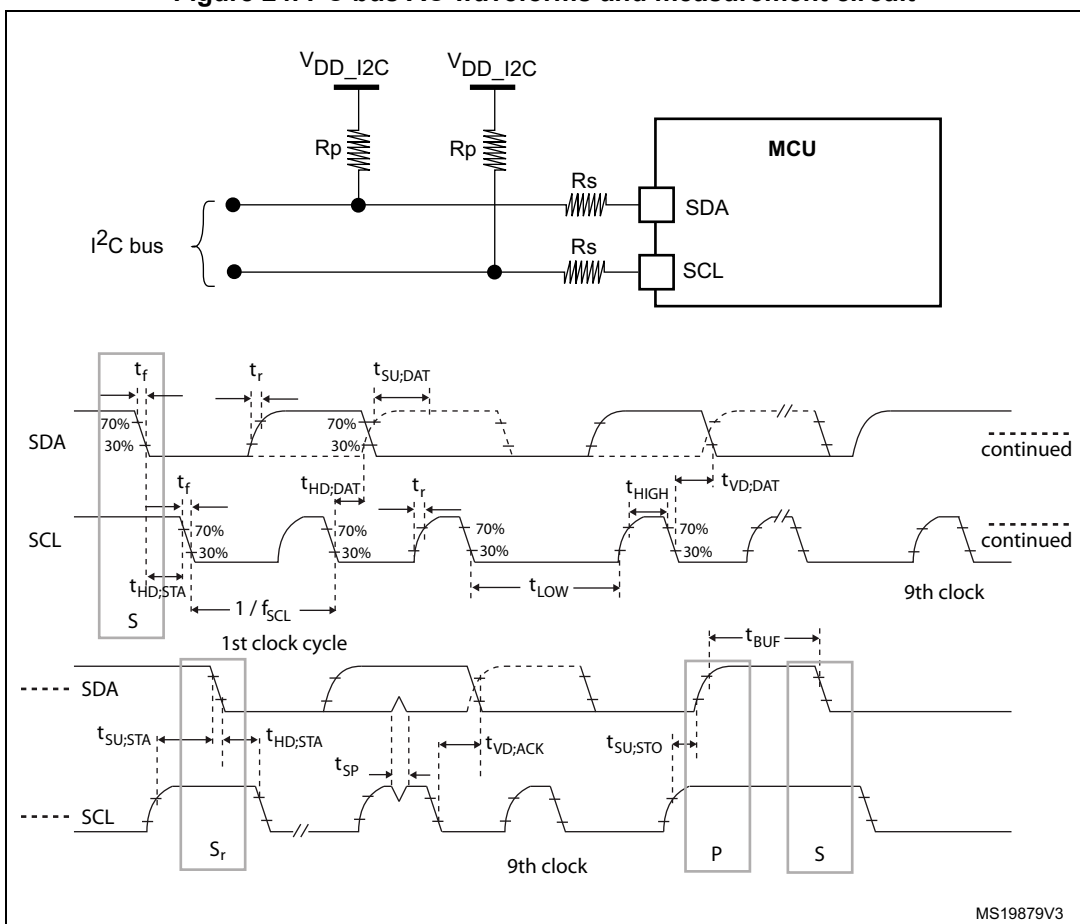 Figure bus AC waveforms and measurement circuit
V_DD_I2C V_DD_I2C
Rp Rp
MCU
Rs
SDA
I²C bus
Rs
SCL
t_f t_r t_SU;DAT
70% 70%
30% 30%
SDA
continued
t_f t_HD;DAT t_r t_HIGH t_VD;DAT
70% 70% 70% 70%
30% 30% 30% 30%
SCL
continued
t_HD;STA t_LOW
S 1 / f_SCL 9th clock
1st clock cycle
t_BUF
SDA
t_SU;STA t_HD;STA t_SP t_VD;ACK t_SU;STO
SCL
S_r 9th clock P S
MS19879V3